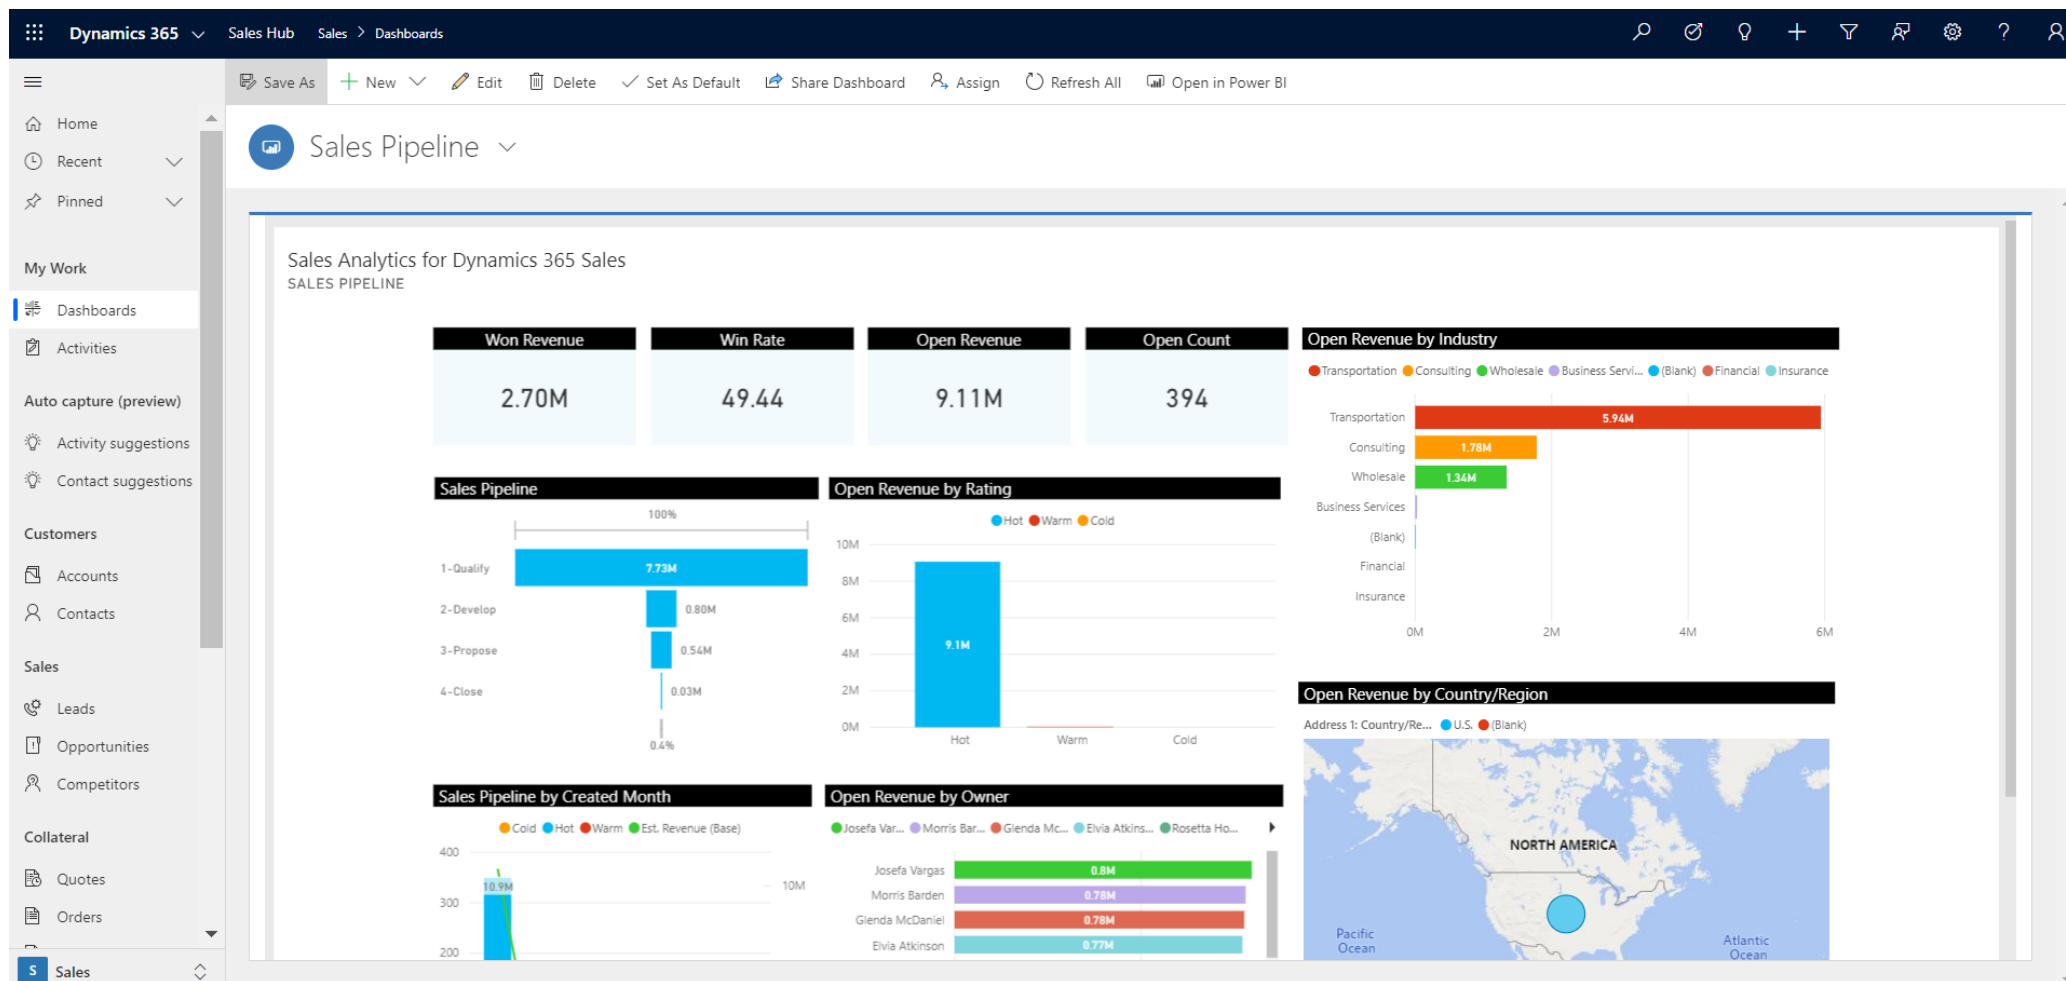 Dynamics 365 Sales Hub Sales > Dashboards ?
Save As New Edit Delete Set As Default Share Dashboard Assign Refresh All Open in Power BI
Home
Recent
Pinned
My Work
Dashboards
Activities
Auto capture (preview)
Activity suggestions
Contact suggestions
Customers
Accounts
Contacts
Sales
Leads
Opportunities
Competitors
Collateral
Quotes
Orders
S Sales
Sales Pipeline
Sales Analytics for Dynamics 365 Sales
SALES PIPELINE
Won Revenue
2.70M
Win Rate
49.44
Open Revenue
9.11M
Open Count
394
Open Revenue by Industry
Transportation Consulting Wholesale Business Servi... (Blank) Financial Insurance
Transportation 5.94M
Consulting 1.78M
Wholesale 1.34M
Business Services
(Blank)
Financial
Insurance
0M 2M 4M 6M
Sales Pipeline
100%
1-Qualify 7.73M
2-Develop 0.80M
3-Propose 0.54M
4-Close 0.03M
0.4%
Open Revenue by Rating
Hot Warm Cold
10M
8M
6M
4M
2M
0M
9.1M
Hot Warm Cold
Open Revenue by Country/Region
Address 1: Country/Re... U.S. (Blank)
NORTH AMERICA
Pacific
Ocean
Atlantic
Ocean
Sales Pipeline by Created Month
Cold Hot Warm Est. Revenue (Base)
400
300
200
10.9M
10M
Open Revenue by Owner
Josefa Var... Morris Bar... Glenda Mc... Elvia Atkins... Rosetta Ho...
Josefa Vargas 0.8M
Morris Barden 0.78M
Glenda McDaniel 0.78M
Elvia Atkinson 0.77M